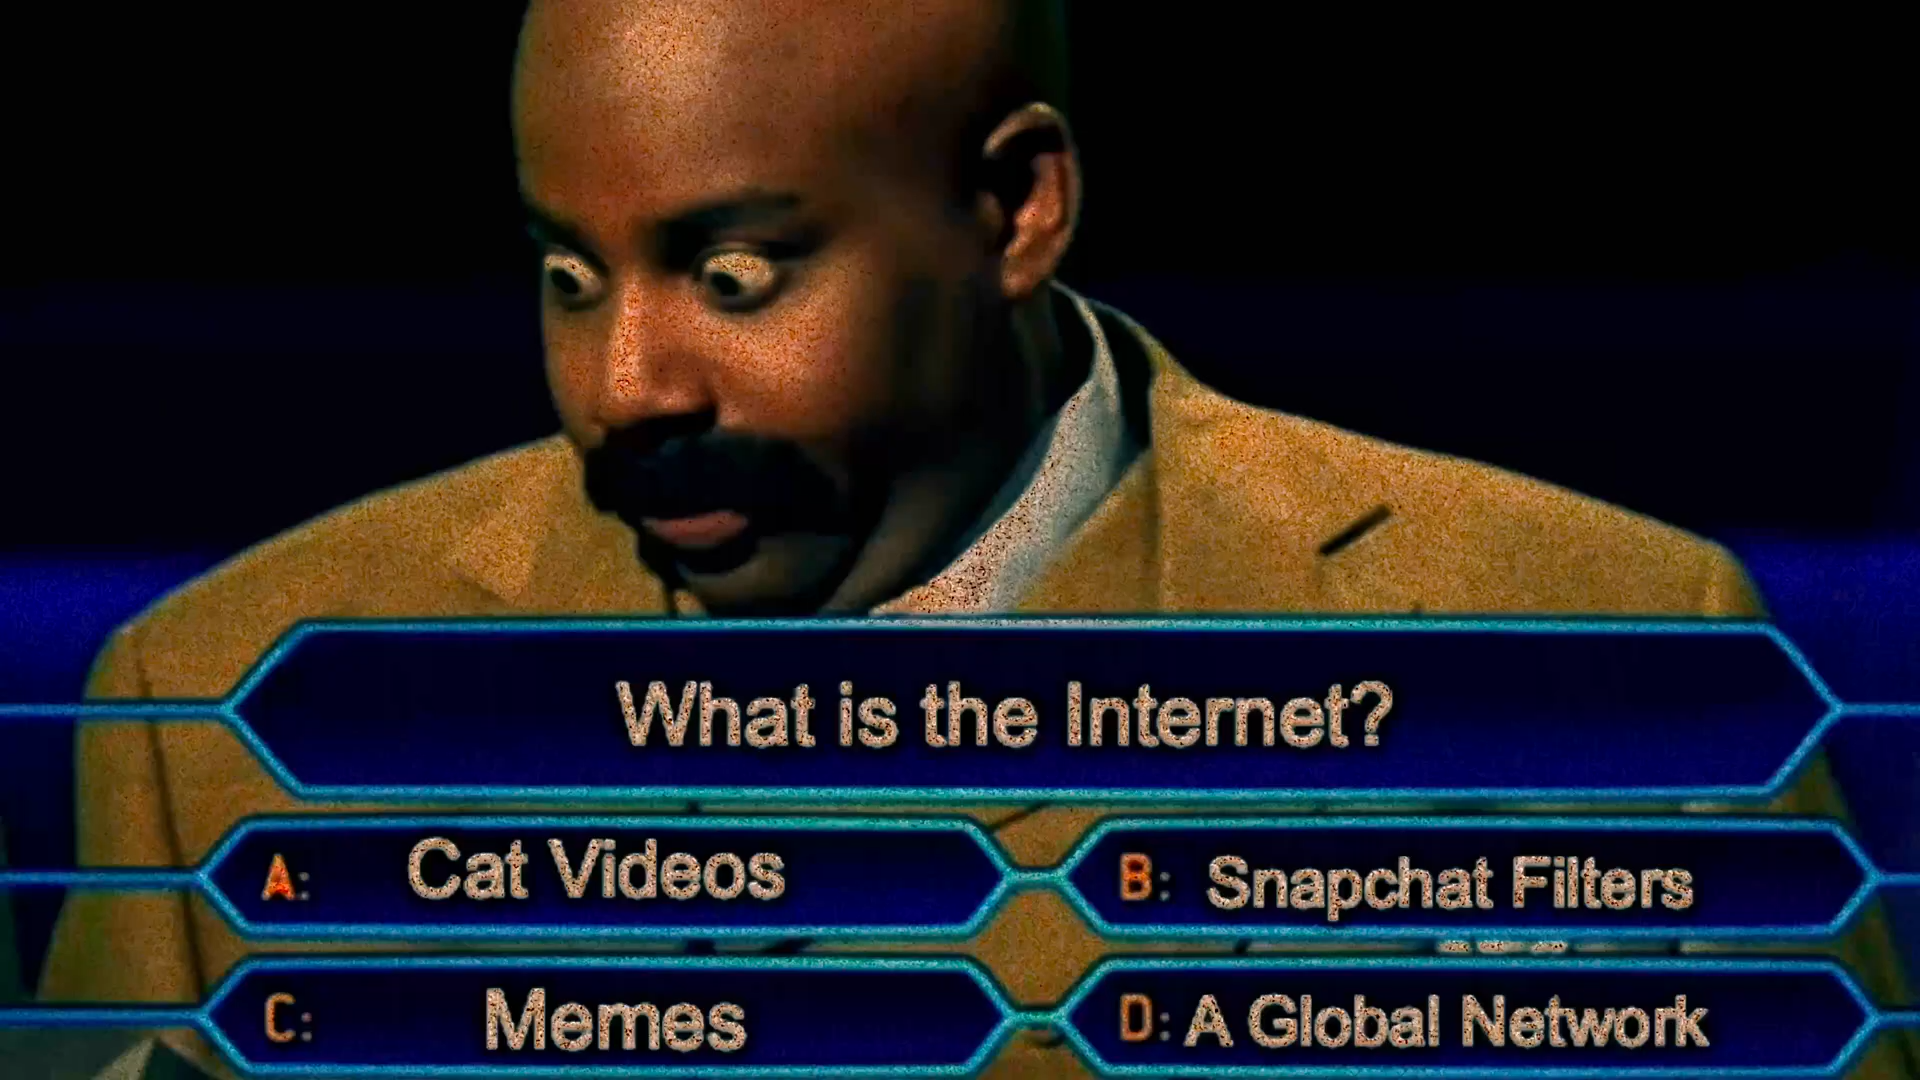 What is the Internet?
A: Cat Videos
B: Snapchat Filters
C: Memes
D: A Global Network